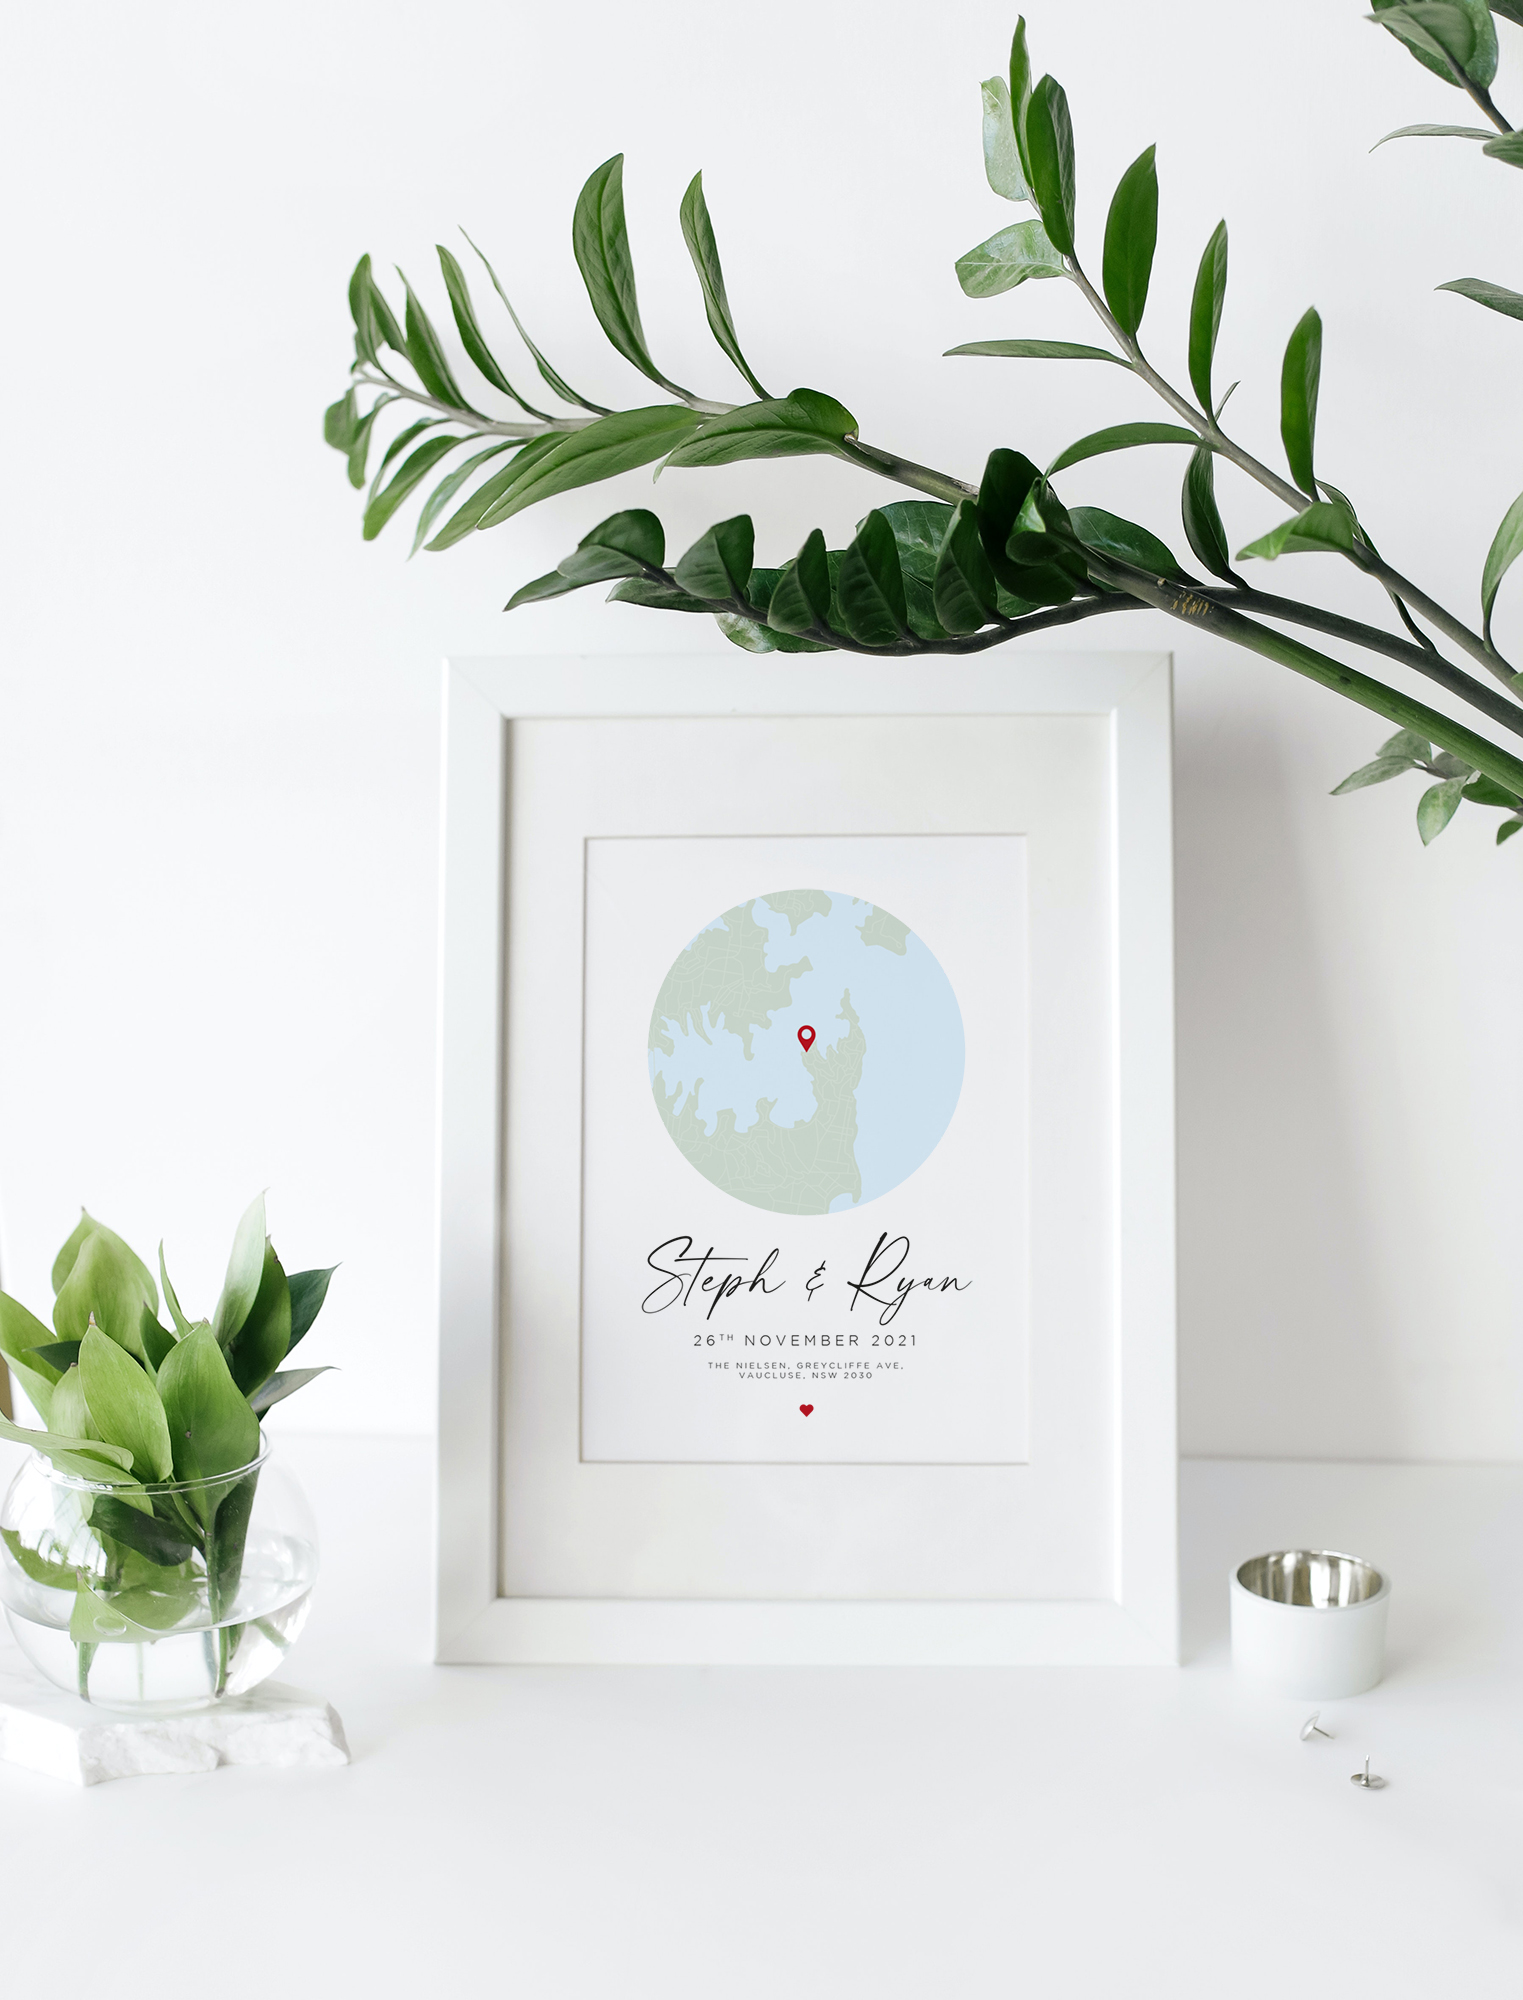 Steph & Ryan
26TH NOVEMBER 2021
THE NIELSEN, GREYCLIFFE AVE,
VAUCLUSE, NSW 2030